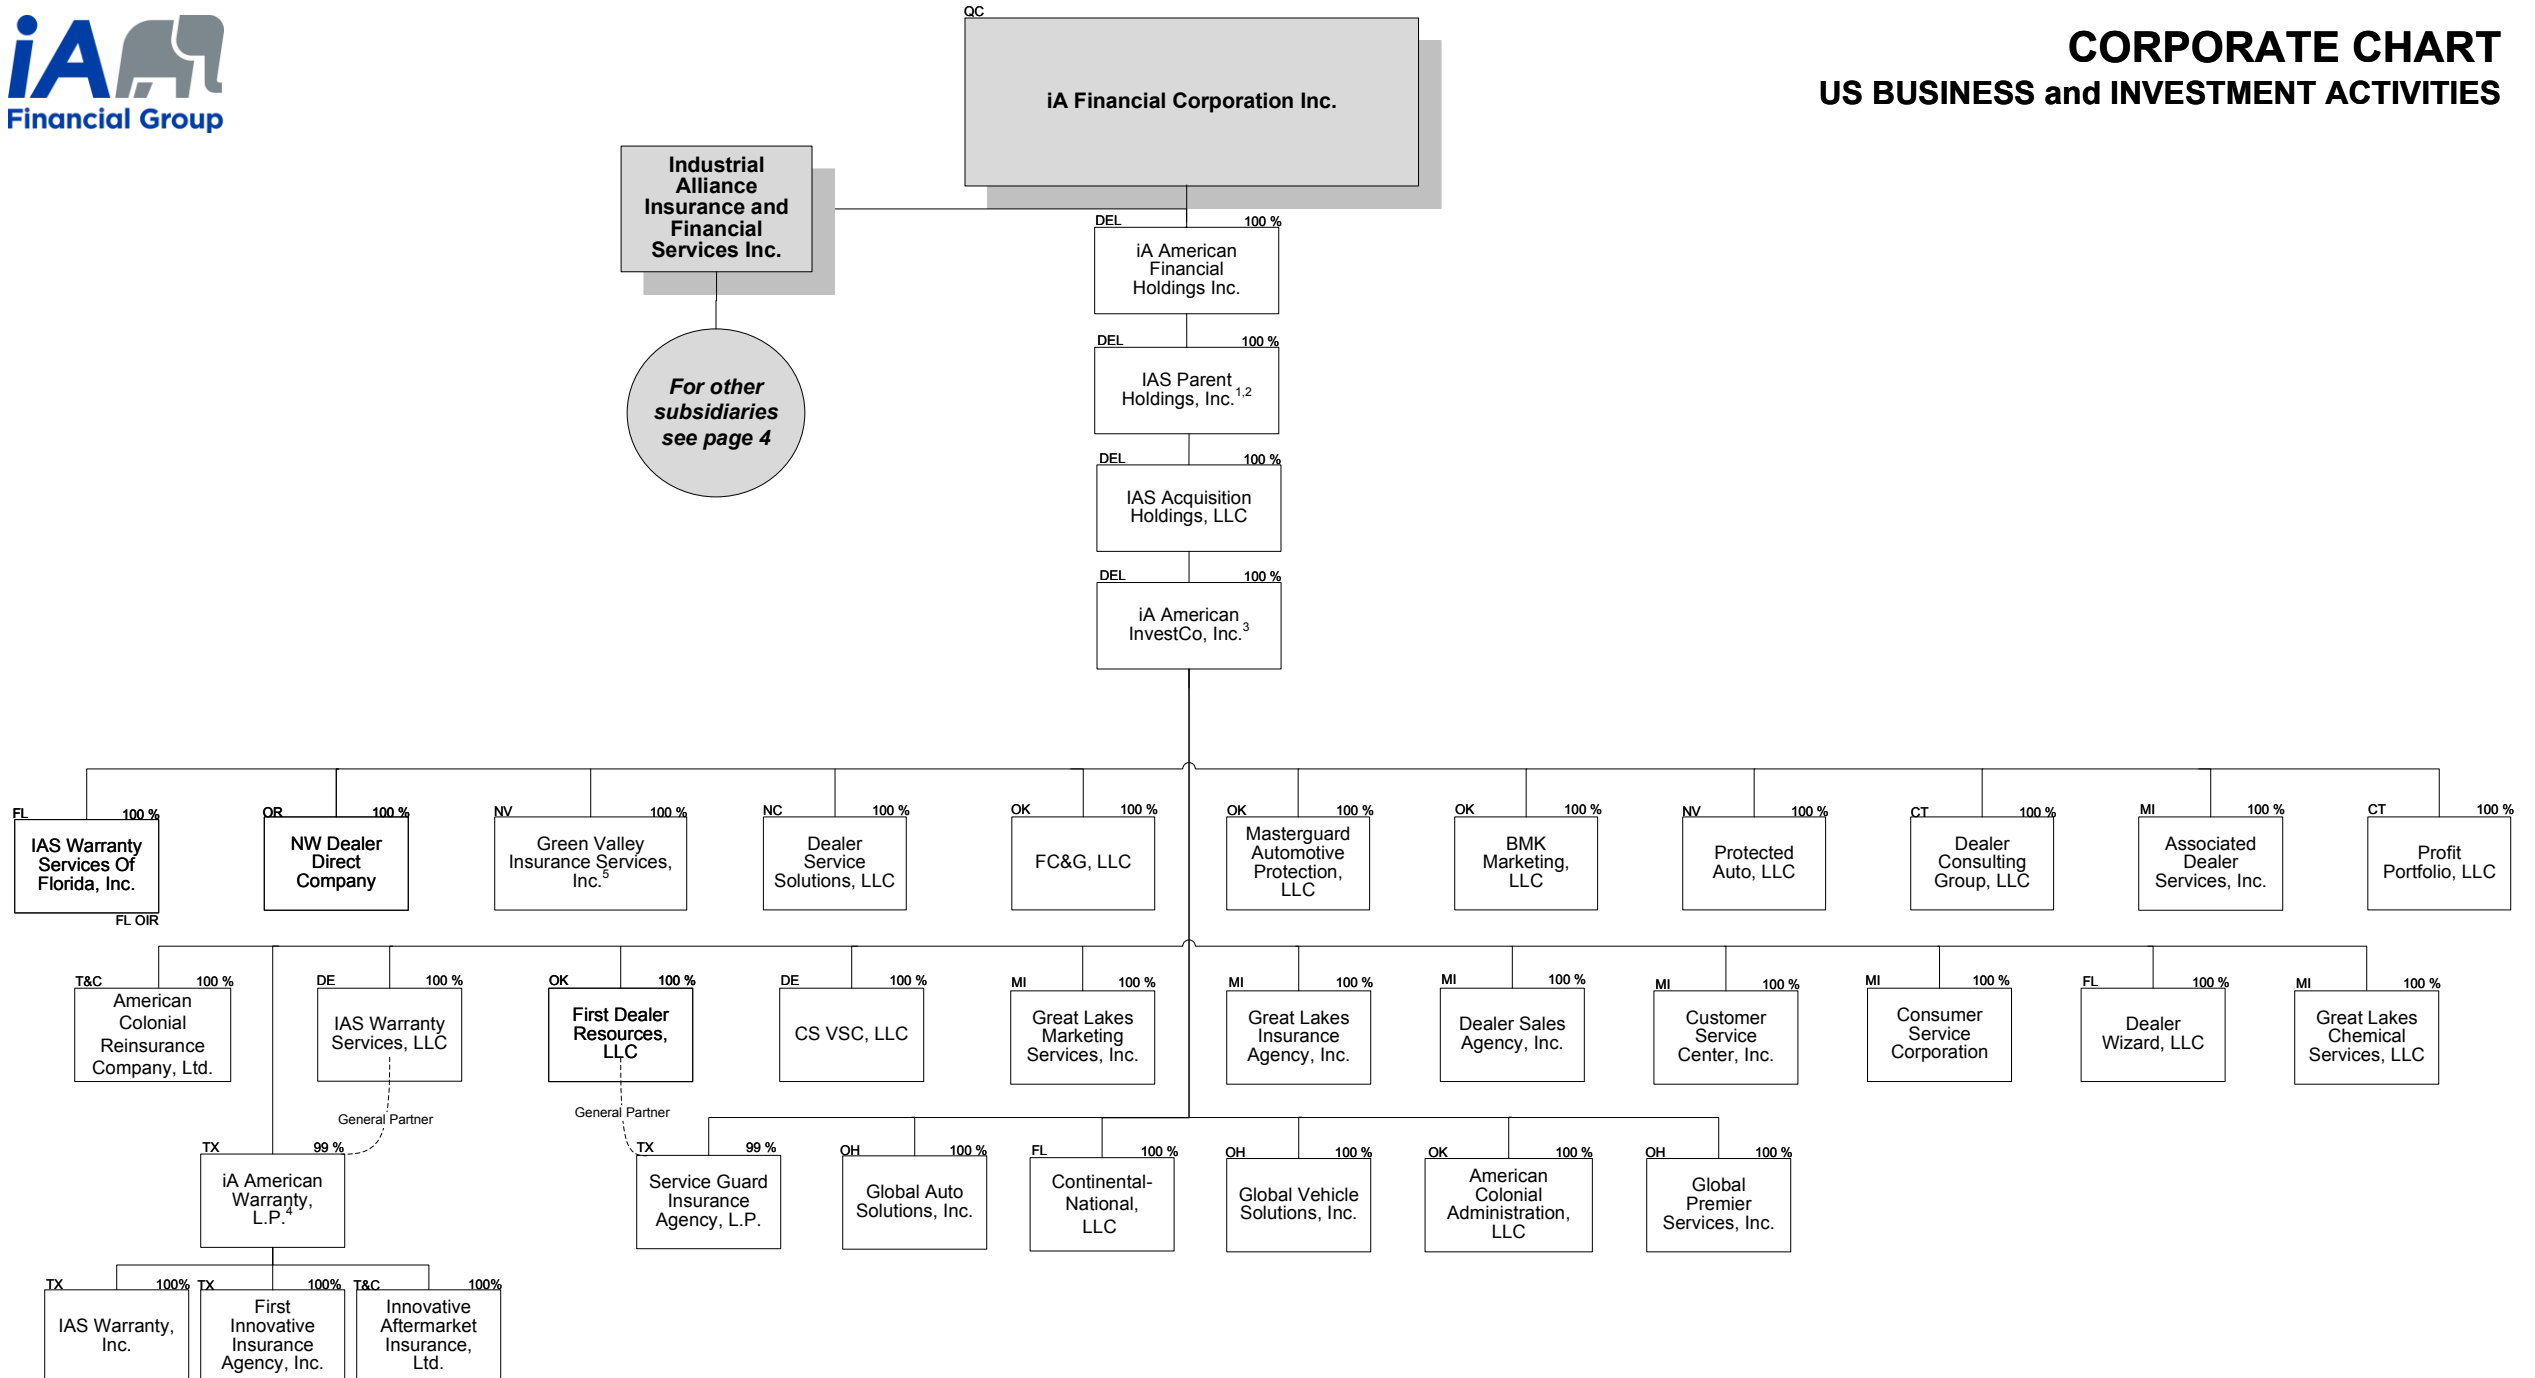 iA
Financial Group
CORPORATE CHART
US BUSINESS and INVESTMENT ACTIVITIES
QC
iA Financial Corporation Inc.
Industrial
Alliance
Insurance and
Financial
Services Inc.
For other
subsidiaries
see page 4
DEL 100 %
iA American
Financial
Holdings Inc.
DEL 100 %
IAS Parent
Holdings, Inc.1,2
DEL 100 %
IAS Acquisition
Holdings, LLC
DEL 100 %
iA American
InvestCo, Inc.3
FL 100 %
IAS Warranty
Services Of
Florida, Inc.
FL OIR
OR 100 %
NW Dealer
Direct
Company
NV 100 %
Green Valley
Insurance Services,
Inc.5
NC 100 %
Dealer
Service
Solutions, LLC
OK 100 %
FC&G, LLC
OK 100 %
Masterguard
Automotive
Protection,
LLC
OK 100 %
BMK
Marketing,
LLC
NV 100 %
Protected
Auto, LLC
CT 100 %
Dealer
Consulting
Group, LLC
MI 100 %
Associated
Dealer
Services, Inc.
CT 100 %
Profit
Portfolio, LLC
T&C 100 %
American
Colonial
Reinsurance
Company, Ltd.
DE 100 %
IAS Warranty
Services, LLC
General Partner
OK 100 %
First Dealer
Resources,
LLC
General Partner
DE 100 %
CS VSC, LLC
MI 100 %
Great Lakes
Marketing
Services, Inc.
MI 100 %
Great Lakes
Insurance
Agency, Inc.
MI 100 %
Dealer Sales
Agency, Inc.
MI 100 %
Customer
Service
Center, Inc.
MI 100 %
Consumer
Service
Corporation
FL 100 %
Dealer
Wizard, LLC
MI 100 %
Great Lakes
Chemical
Services, LLC
TX 99 %
iA American
Warranty,
L.P.4
TX 99 %
Service Guard
Insurance
Agency, L.P.
OH 100 %
Global Auto
Solutions, Inc.
FL 100 %
Continental-
National,
LLC
OH 100 %
Global Vehicle
Solutions, Inc.
OK 100 %
American
Colonial
Administration,
LLC
OH 100 %
Global
Premier
Services, Inc.
TX 100%
IAS Warranty,
Inc.
TX 100%
First
Innovative
Insurance
Agency, Inc.
T&C 100%
Innovative
Aftermarket
Insurance,
Ltd.